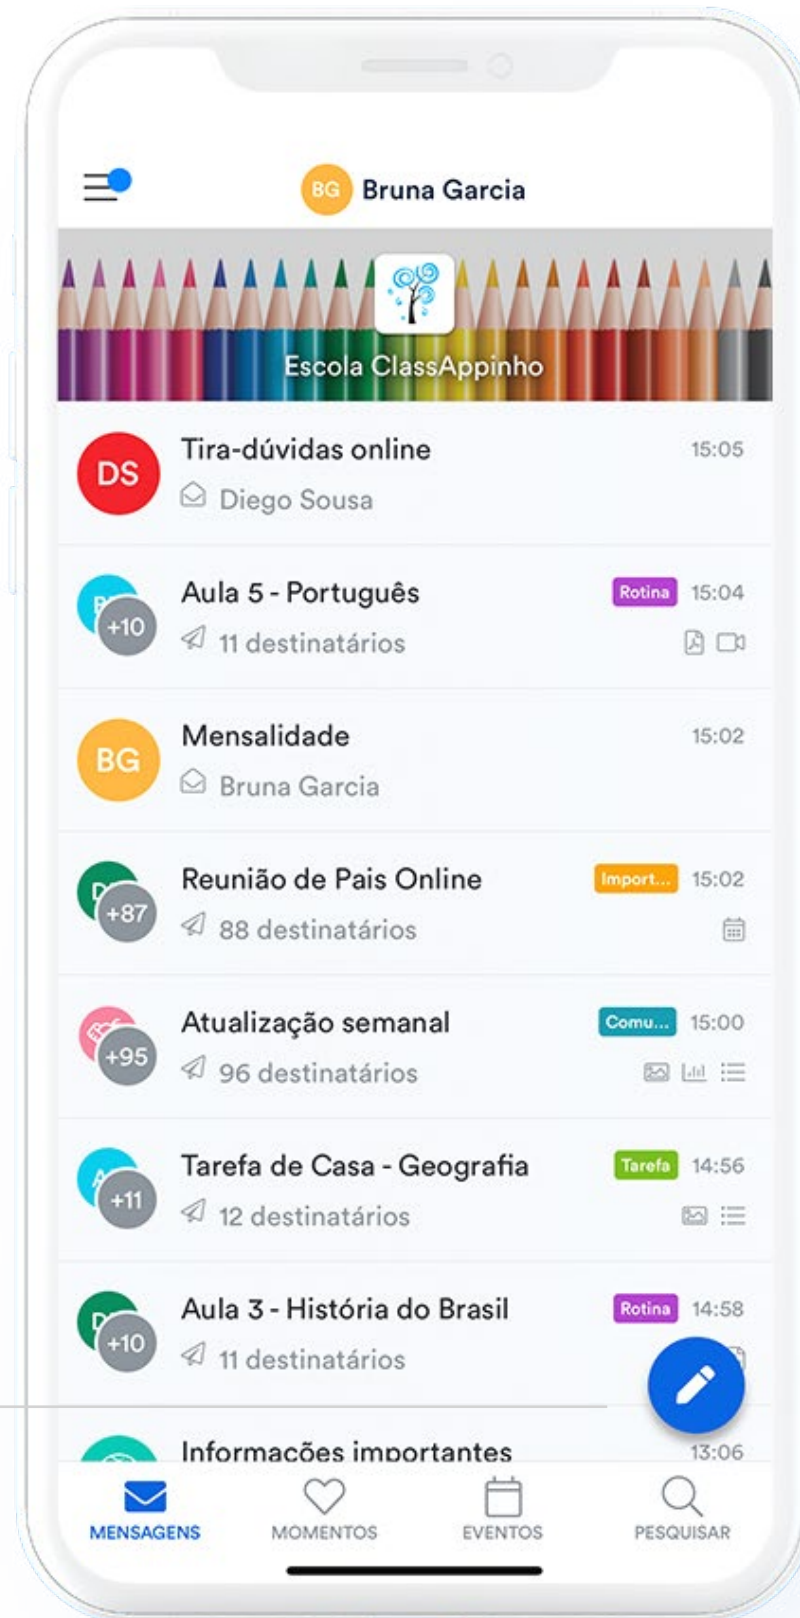 BG Bruna Garcia
Escola ClassAppinho
DS
Tira-dúvidas online 15:05
Diego Sousa
Aula 5 - Português Rotina 15:04
+10
11 destinatários
Mensalidade 15:02
BG
Bruna Garcia
Reunião de Pais Online Import... 15:02
+87
88 destinatários
Atualização semanal Comu... 15:00
+95
96 destinatários
Tarefa de Casa - Geografia Tarefa 14:56
+11
12 destinatários
Aula 3 - História do Brasil Rotina 14:58
+10
11 destinatários
Informações importantes 13:06
MENSAGENS MOMENTOS EVENTOS PESQUISAR